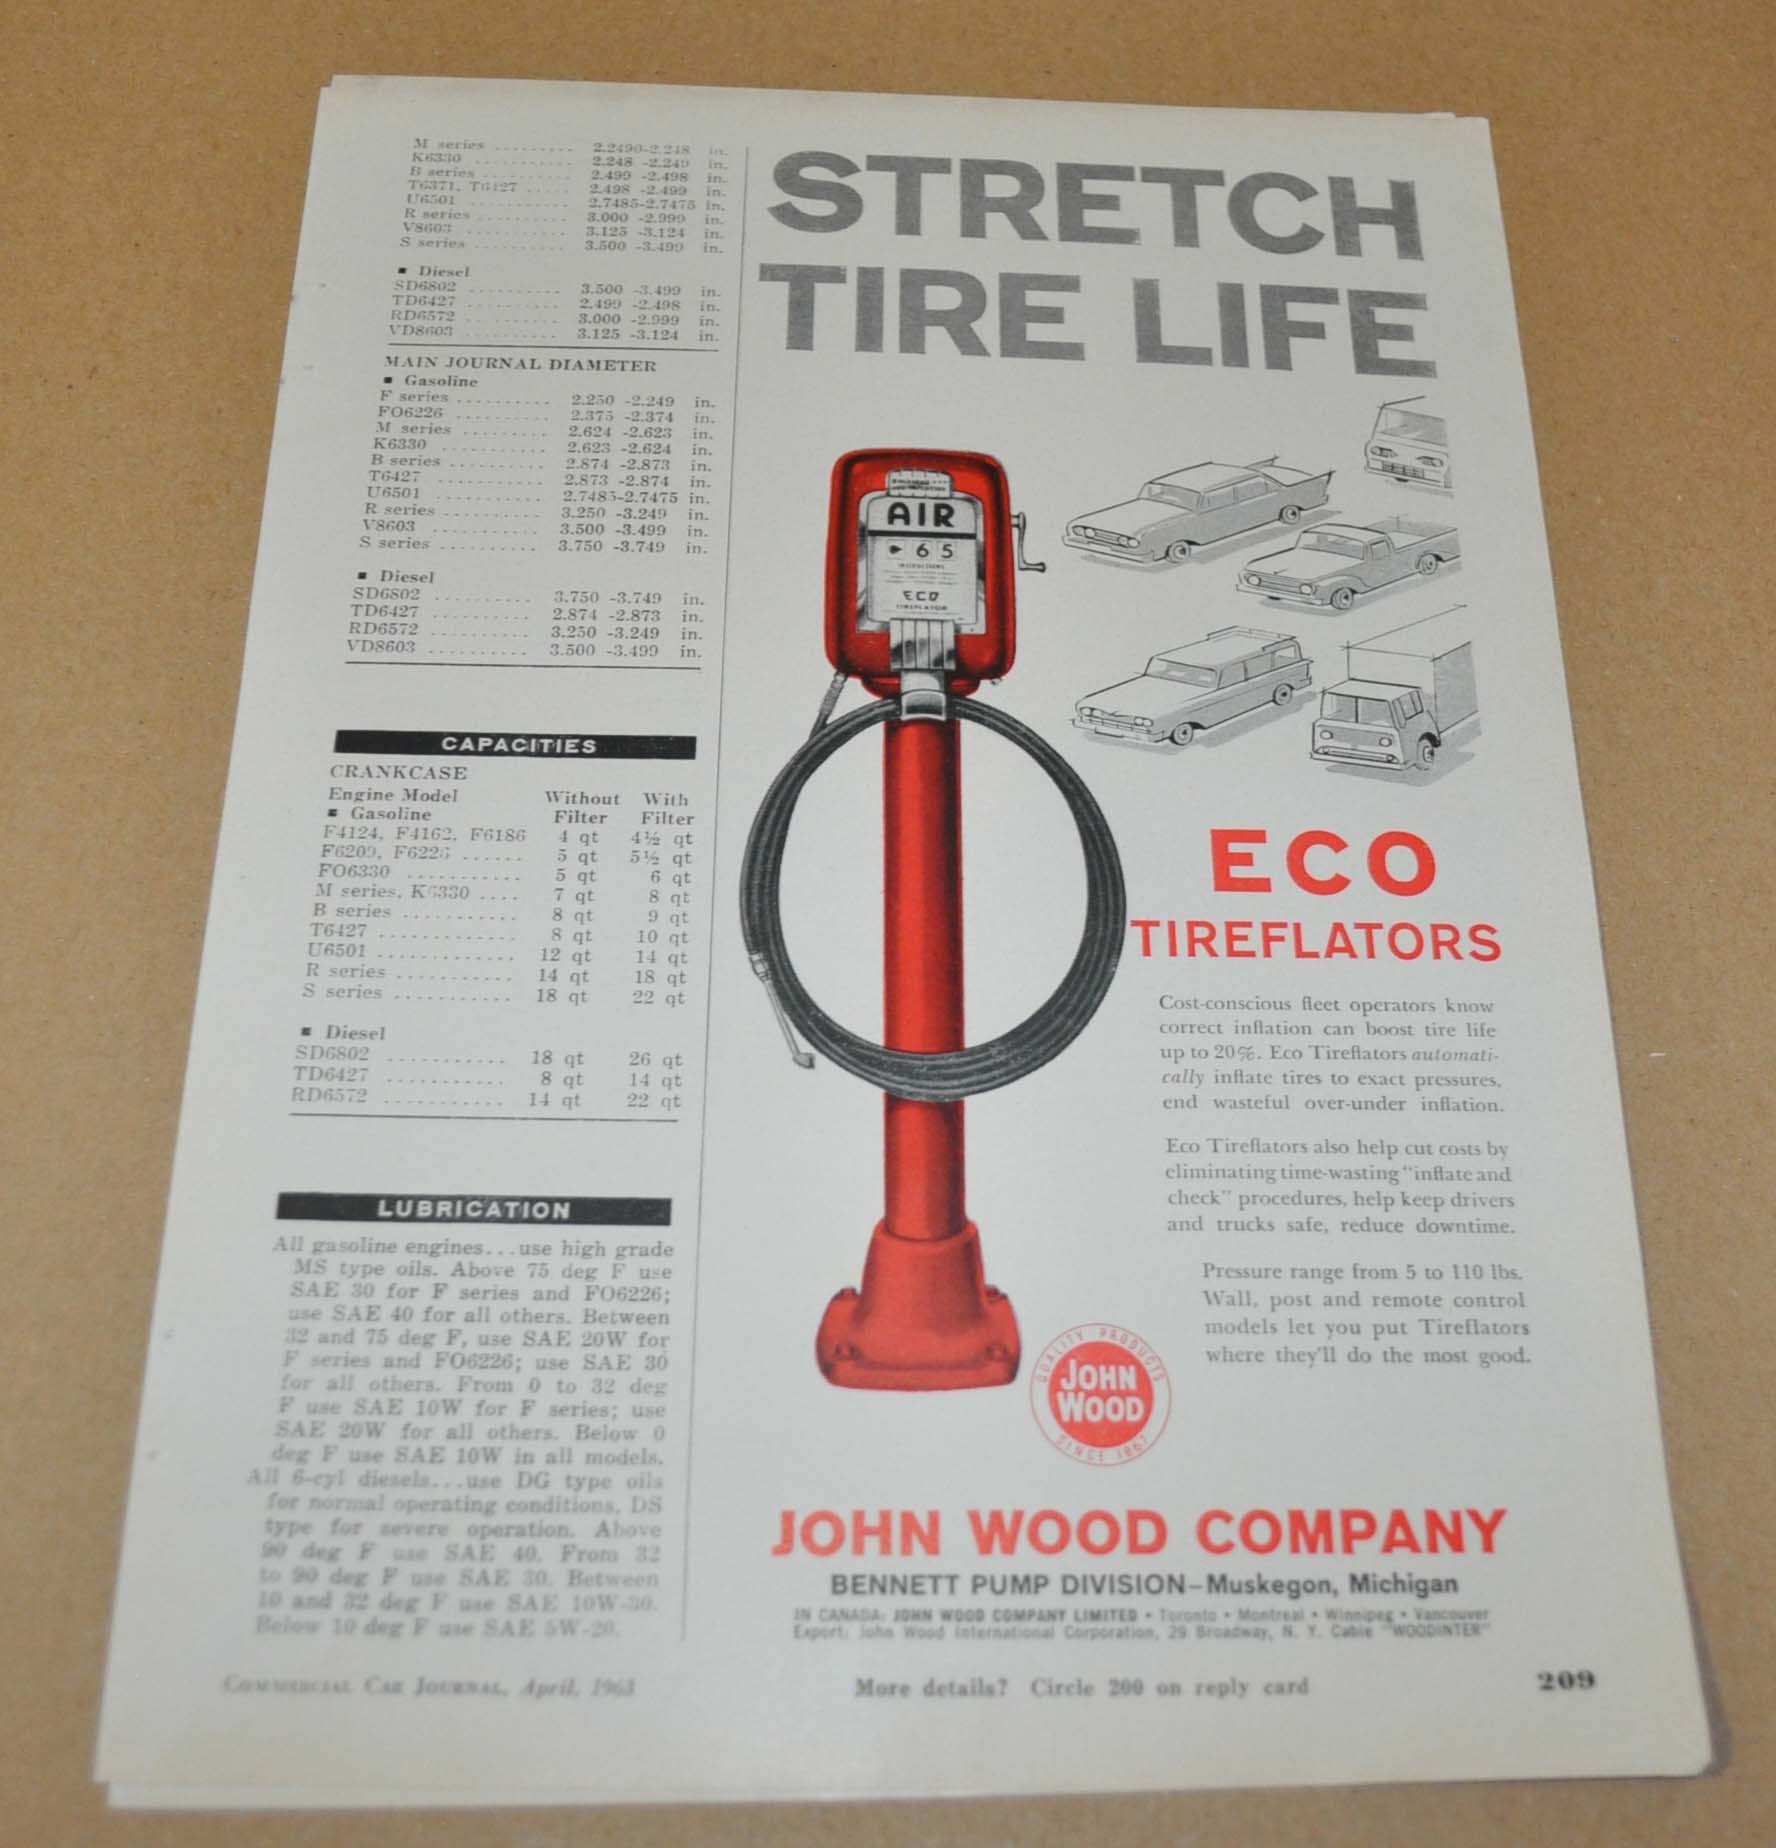 M series ......... 2.2490-2.248 in.
K6330 ........... 2.248 -2.249 in.
B series ........... 2.499 -2.498 in.
T6371, T6427 ..... 2.498 -2.499 in.
U6501 ........... 2.7485-2.7475 in.
R series .......... 3.000 -2.999 in.
V8603 ........... 3.125 -3.124 in.
S series .......... 3.500 -3.499 in.
■ Diesel
SD6802 .......... 3.500 -3.499 in.
TD6427 .......... 2.499 -2.498 in.
RD6572 .......... 3.000 -2.999 in.
VD8603 .......... 3.125 -3.124 in.
MAIN JOURNAL DIAMETER
■ Gasoline
F series .......... 2.250 -2.249 in.
FO6226 .......... 2.375 -2.374 in.
M series ......... 2.624 -2.623 in.
K6330 ........... 2.623 -2.624 in.
B series .......... 2.874 -2.873 in.
T6427 ........... 2.873 -2.874 in.
U6501 ........... 2.7485-2.7475 in.
R series .......... 3.250 -3.249 in.
V8603 ........... 3.500 -3.499 in.
S series .......... 3.750 -3.749 in.
■ Diesel
SD6802 .......... 3.750 -3.749 in.
TD6427 .......... 2.874 -2.873 in.
RD6572 .......... 3.250 -3.249 in.
VD8603 .......... 3.500 -3.499 in.
CAPACITIES
CRANKCASE
Engine Model Without With
■ Gasoline Filter Filter
F4124, F4162, F6186 4 qt 4½ qt
F6209, F6226 ...... 5 qt 5½ qt
FO6330 ........... 5 qt 6 qt
M series, K6330 .... 7 qt 8 qt
B series ........... 8 qt 9 qt
T6427 ............. 8 qt 10 qt
U6501 ............. 12 qt 14 qt
R series ........... 14 qt 18 qt
S series ........... 18 qt 22 qt
■ Diesel
SD6802 ........... 18 qt 26 qt
TD6427 ........... 8 qt 14 qt
RD6572 ........... 14 qt 22 qt
LUBRICATION
All gasoline engines...use high grade
MS type oils. Above 75 deg F use
SAE 30 for F series and FO6226;
use SAE 40 for all others. Between
32 and 75 deg F, use SAE 20W for
F series and FO6226; use SAE 30
for all others. From 0 to 32 deg
F use SAE 10W for F series; use
SAE 20W for all others. Below 0
deg F use SAE 10W in all models.
All 6-cyl diesels...use DG type oils
for normal operating conditions, DS
type for severe operation. Above
90 deg F use SAE 40. From 32
to 90 deg F use SAE 30. Between
10 and 32 deg F use SAE 10W-30.
Below 10 deg F use SAE 5W-20.
STRETCH
TIRE LIFE
AIR
65
INSTRUCTIONS
ECO
TIREFLATOR
ECO
TIREFLATORS
Cost-conscious fleet operators know
correct inflation can boost tire life
up to 20%. Eco Tireflators automati-
cally inflate tires to exact pressures,
end wasteful over-under inflation.
Eco Tireflators also help cut costs by
eliminating time-wasting "inflate and
check" procedures, help keep drivers
and trucks safe, reduce downtime.
Pressure range from 5 to 110 lbs.
Wall, post and remote control
models let you put Tireflators
where they'll do the most good.
QUALITY PRODUCTS
JOHN
WOOD
SINCE 1867
JOHN WOOD COMPANY
BENNETT PUMP DIVISION—Muskegon, Michigan
IN CANADA: JOHN WOOD COMPANY LIMITED • Toronto • Montreal • Winnipeg • Vancouver
Export: John Wood International Corporation, 29 Broadway, N. Y. Cable "WOODINTER"
COMMERCIAL CAR JOURNAL, April, 1963
More details? Circle 200 on reply card
209